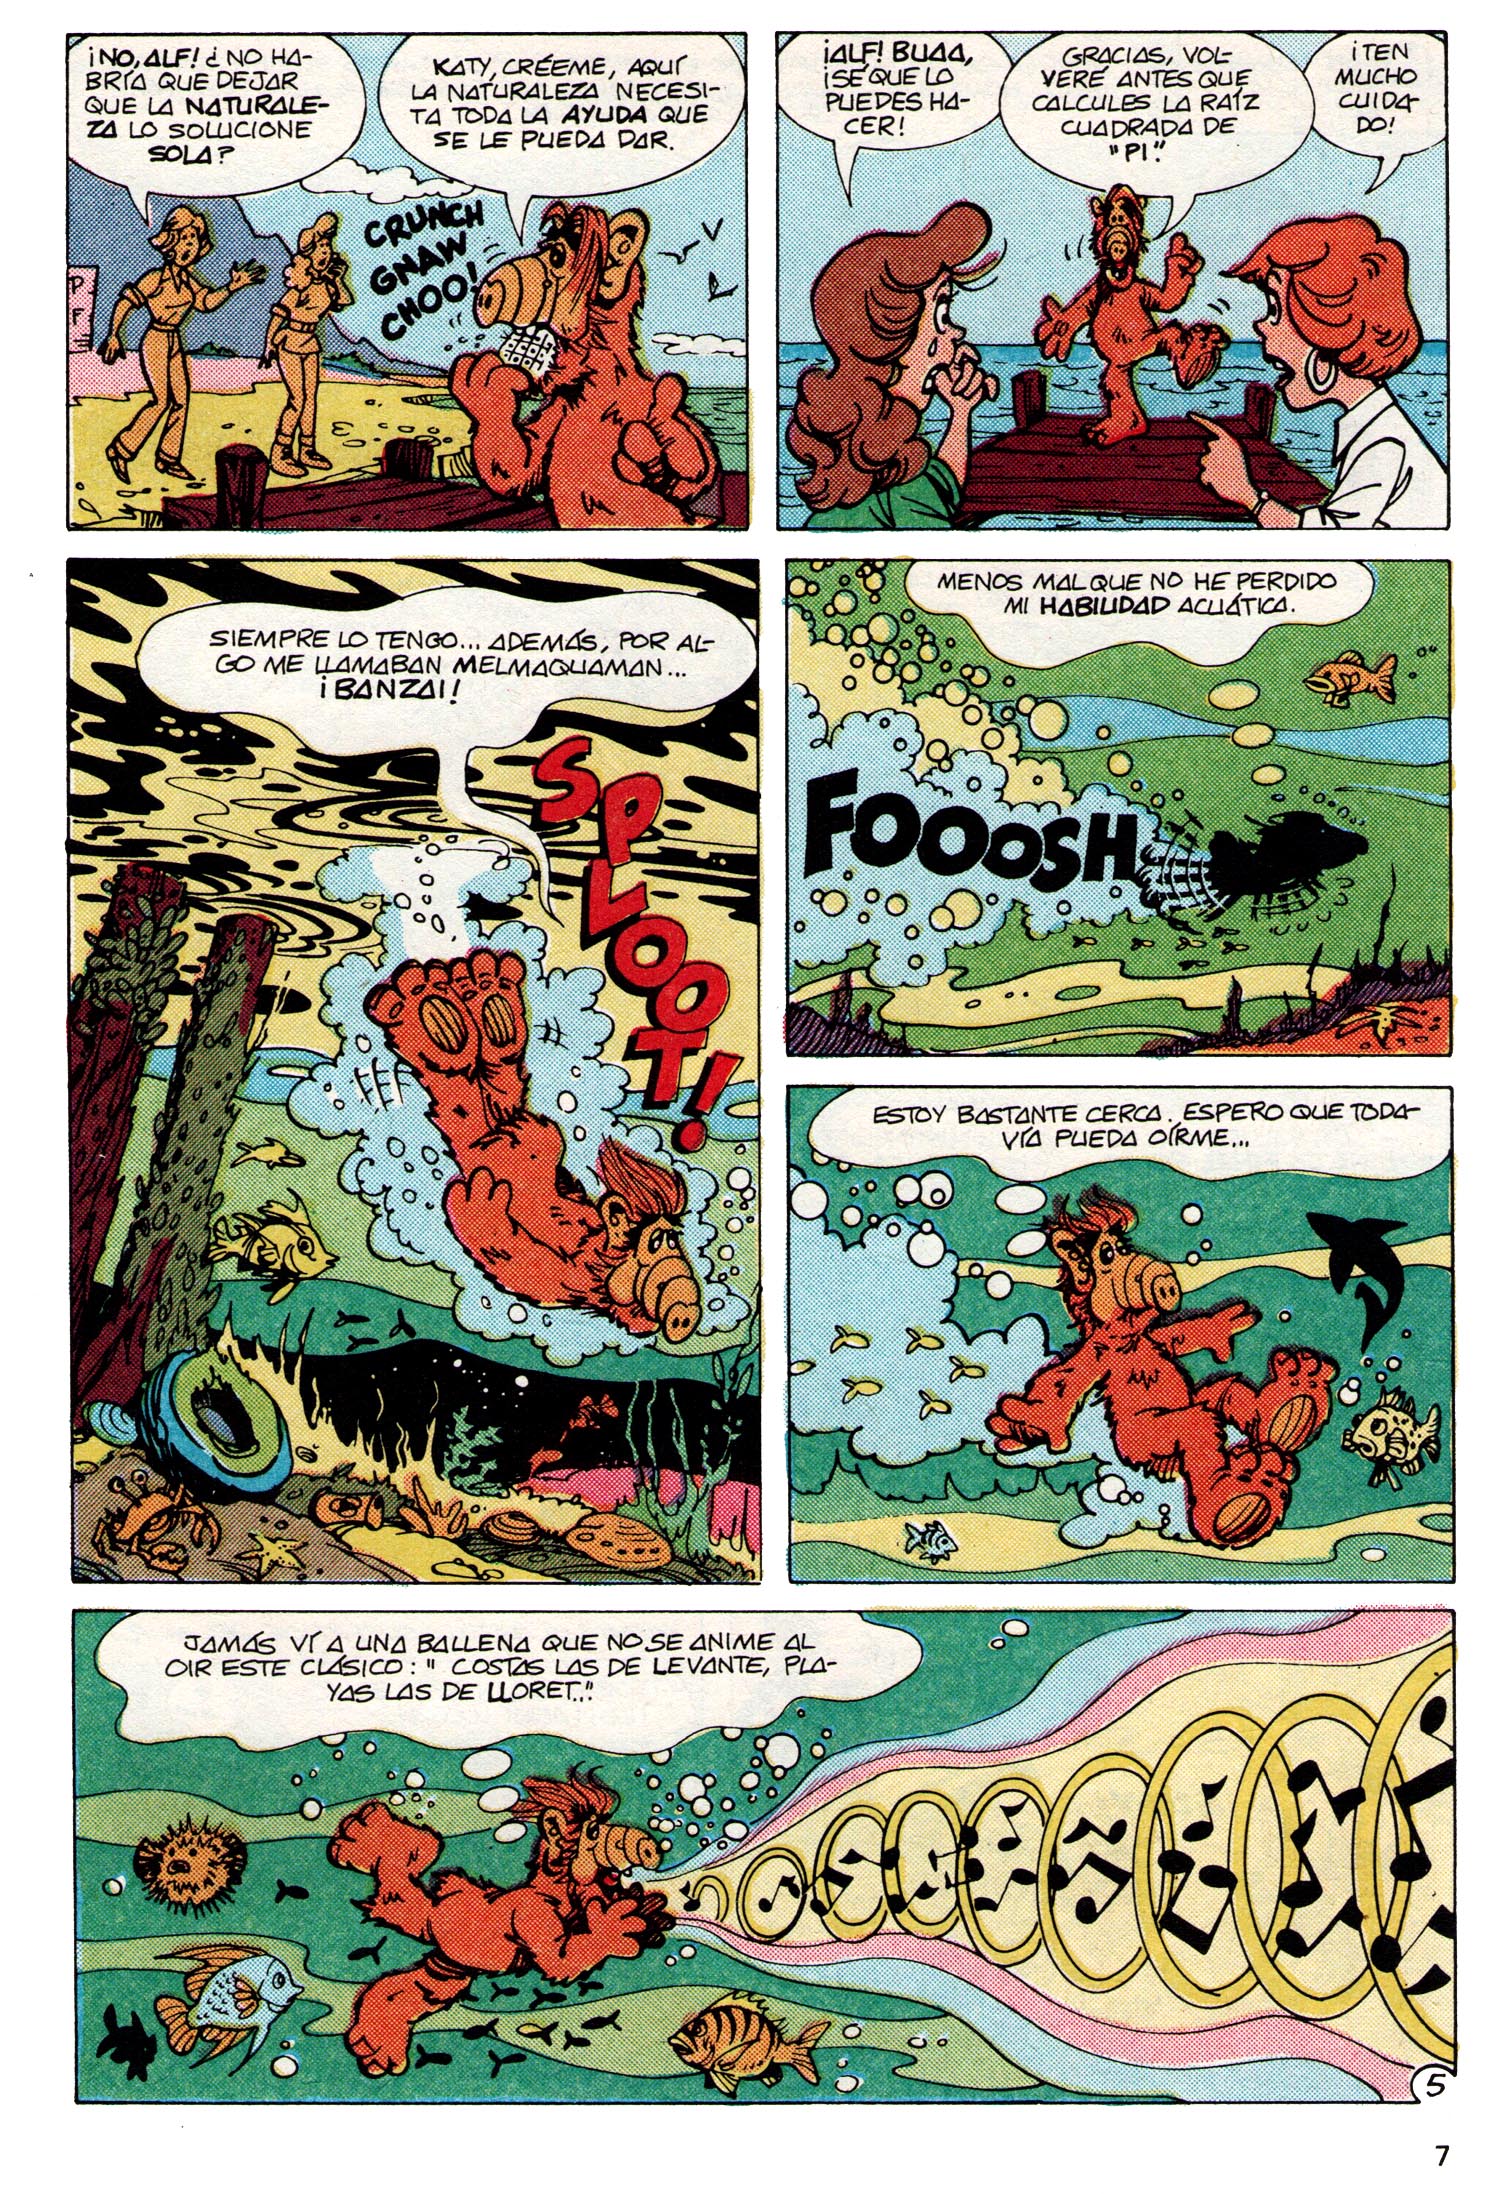 ¡NO, ALF! ¿NO HA-
BRÍA QUE DEJAR
QUE LA NATURALE-
ZA LO SOLUCIONE
SOLA?
KATY, CRÉEME, AQUÍ
LA NATURALEZA NECESI-
TA TODA LA AYUDA QUE
SE LE PUEDA DAR.
P
F
CRUNCH
GNAW
CHOO!
¡ALF! BUAA,
¡SÉ QUE LO
PUEDES HA-
CER!
GRACIAS, VOL-
VERÉ ANTES QUE
CALCULES LA RAÍZ
CUADRADA DE
"PI".
¡TEN
MUCHO
CUIDA-
DO!
SIEMPRE LO TENGO... ADEMÁS, POR AL-
GO ME LLAMABAN MELMAQUAMAN...
¡BANZAI!
SPLOOT!
MENOS MAL QUE NO HE PERDIDO
MI HABILIDAD ACUÁTICA.
FOOOSH
ESTOY BASTANTE CERCA. ESPERO QUE TODA-
VÍA PUEDA OÍRME...
JAMÁS VÍ A UNA BALLENA QUE NO SE ANIME AL
OIR ESTE CLÁSICO: " COSTAS LAS DE LEVANTE, PLA-
YAS LAS DE LLORET..."
5
7